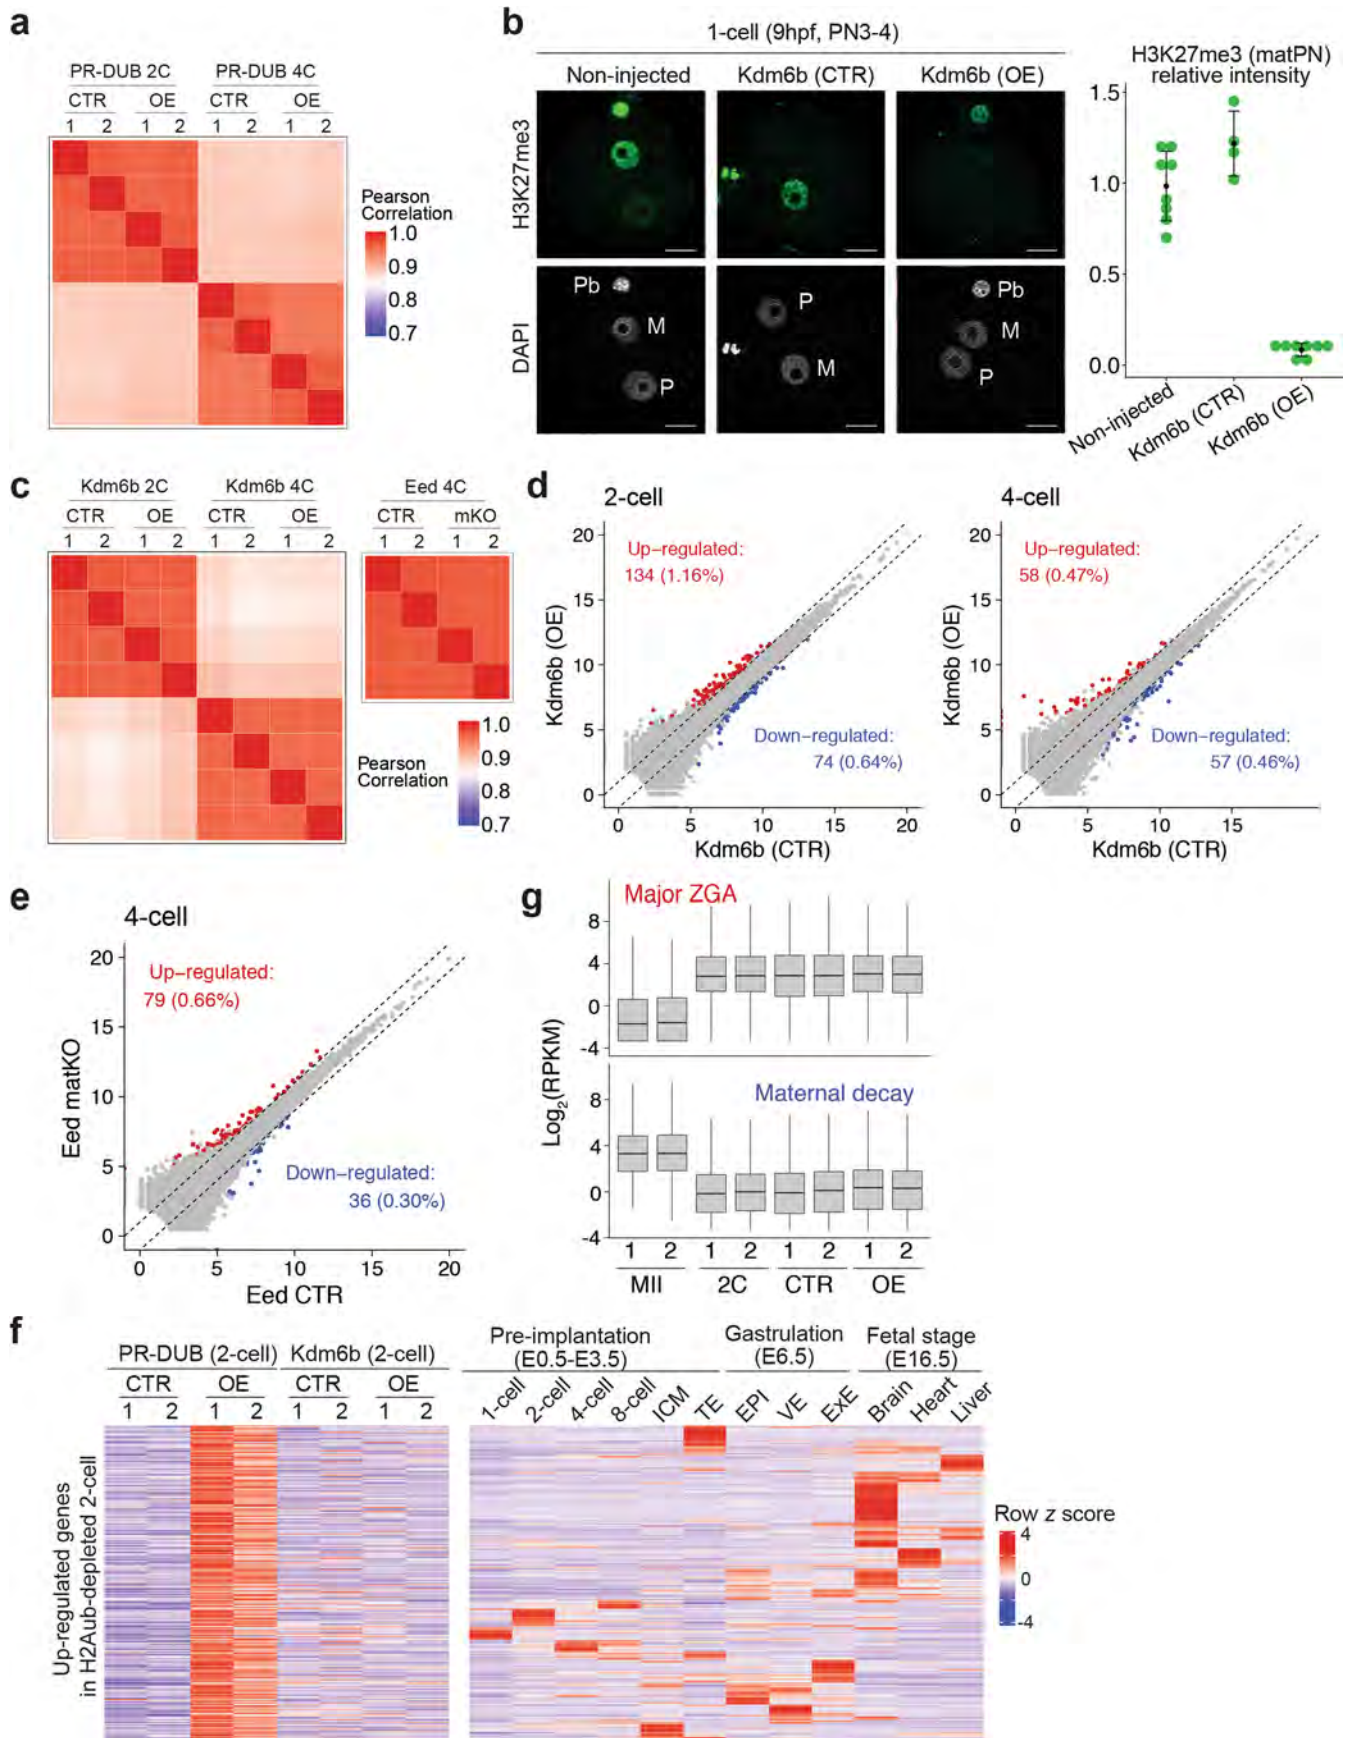 a
PR-DUB 2C PR-DUB 4C
CTR OE CTR OE
1 2 1 2 1 2 1 2
Pearson
Correlation
1.0
0.9
0.8
0.7
b
1-cell (9hpf, PN3-4)
Non-injected Kdm6b (CTR) Kdm6b (OE)
H3K27me3
DAPI
Pb
M
P
P
M
Pb
M
P
H3K27me3 (matPN)
relative intensity
1.5
1.0
0.5
0.0
Non-injected
Kdm6b (CTR)
Kdm6b (OE)
c
Kdm6b 2C Kdm6b 4C Eed 4C
CTR OE CTR OE CTR mKO
1 2 1 2 1 2 1 2 1 2 1 2
Pearson
Correlation
1.0
0.9
0.8
0.7
d
2-cell
Kdm6b (OE)
20
15
10
5
0
Up-regulated:
134 (1.16%)
Down-regulated:
74 (0.64%)
0 5 10 15 20
Kdm6b (CTR)
4-cell
Kdm6b (OE)
20
15
10
5
0
Up-regulated:
58 (0.47%)
Down-regulated:
57 (0.46%)
0 5 10 15
Kdm6b (CTR)
e
4-cell
Eed matKO
20
15
10
5
0
Up-regulated:
79 (0.66%)
Down-regulated:
36 (0.30%)
0 5 10 15 20
Eed CTR
g
Log2(RPKM)
Major ZGA
8
4
0
-4
Maternal decay
8
4
0
-4
1 2 1 2 1 2 1 2
MII 2C CTR OE
f
PR-DUB (2-cell) Kdm6b (2-cell)
CTR OE CTR OE
1 2 1 2 1 2 1 2
Up-regulated genes
in H2Aub-depleted 2-cell
Pre-implantation
(E0.5-E3.5)
Gastrulation
(E6.5)
Fetal stage
(E16.5)
1-cell 2-cell 4-cell 8-cell ICM TE EPI VE ExE Brain Heart Liver
Row z score
4
0
-4